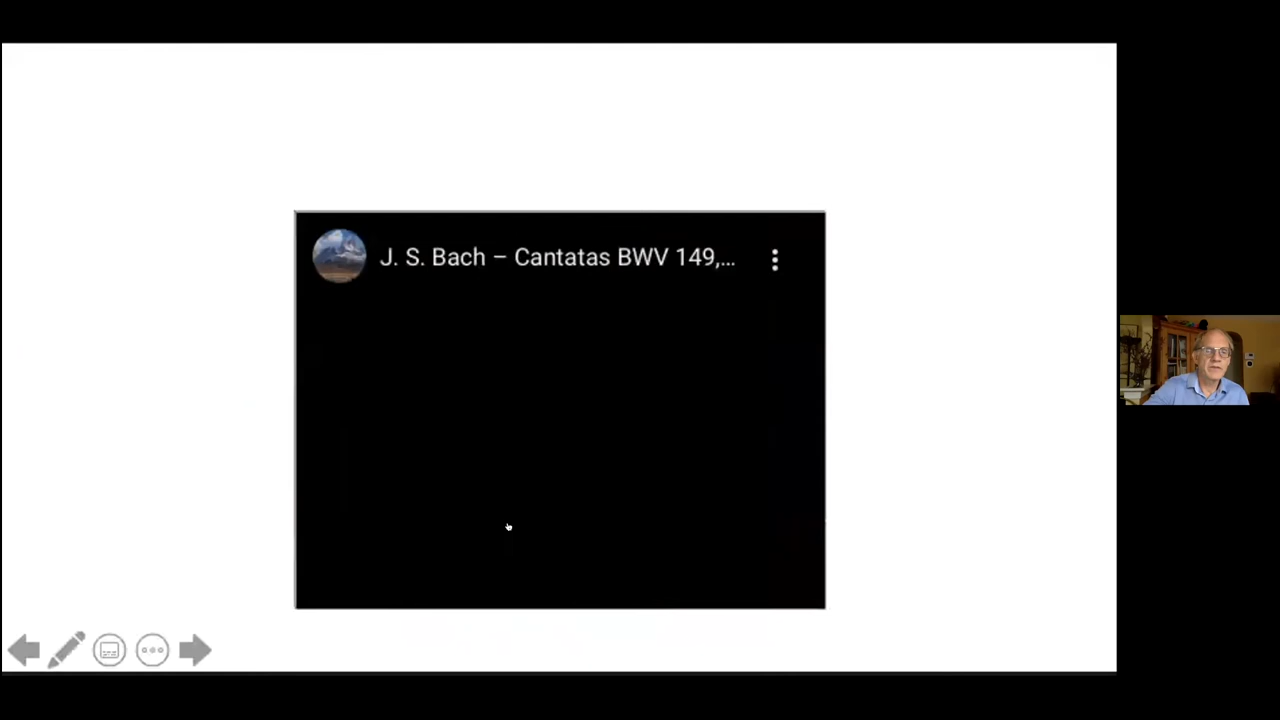 J. S. Bach – Cantatas BWV 149,...